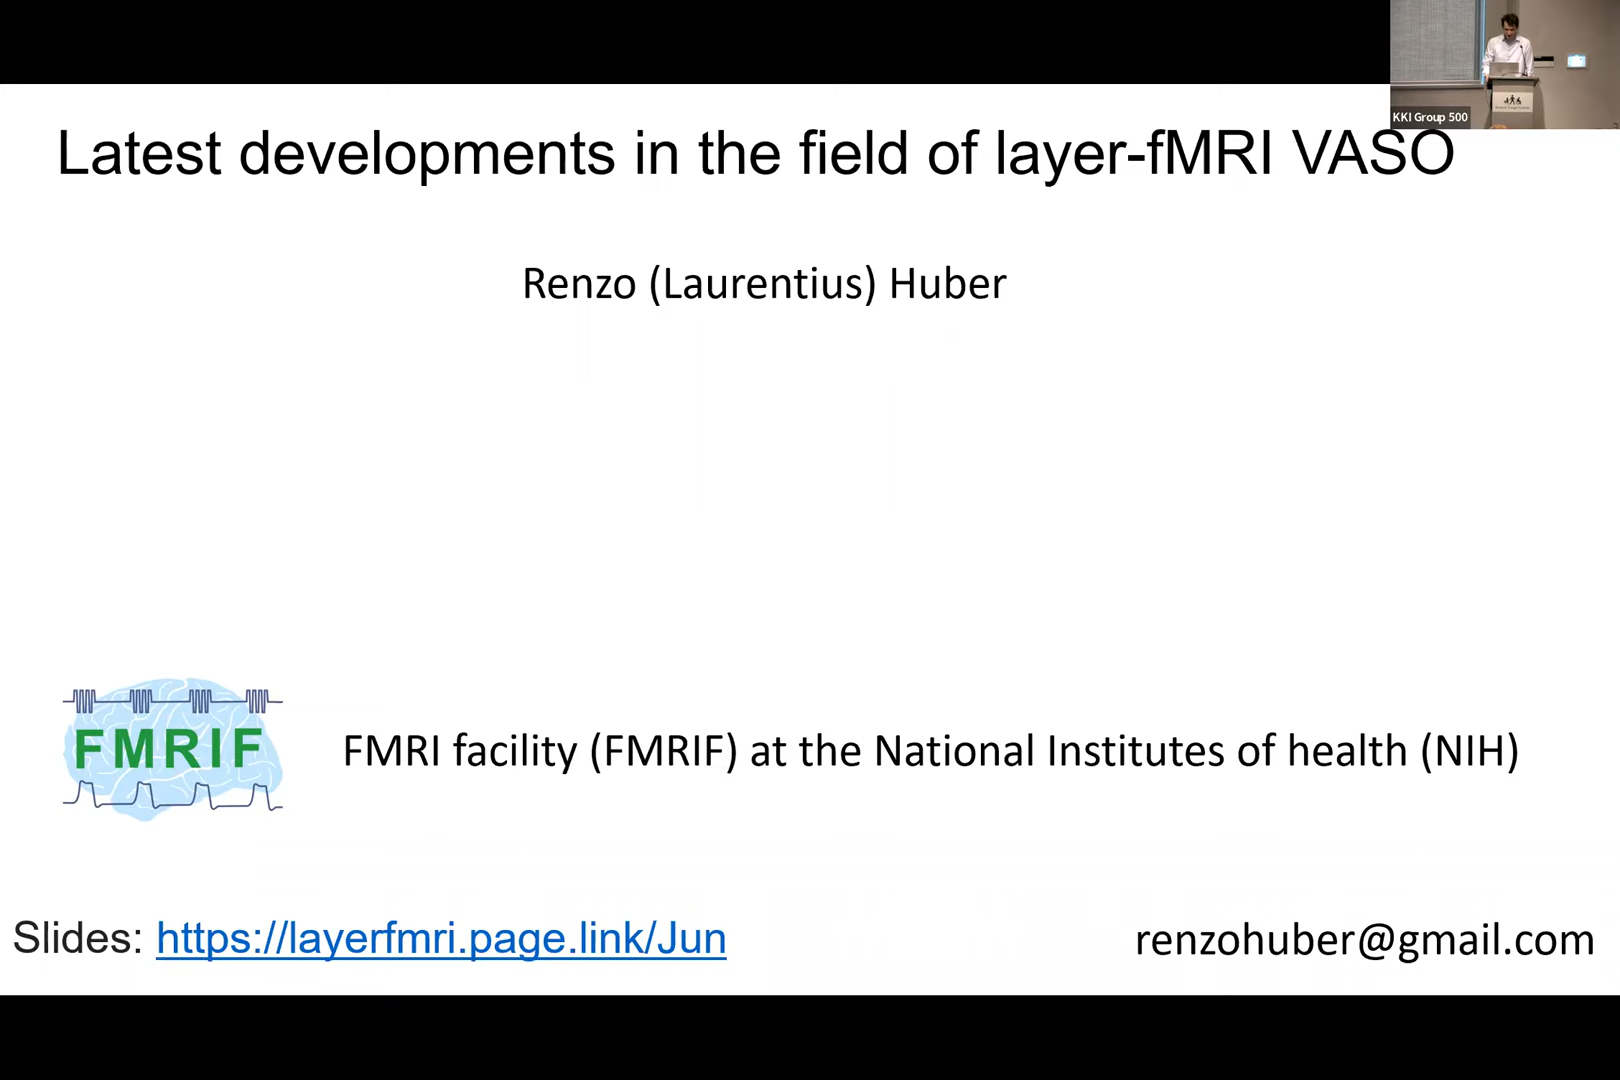 KKI Group 500
Latest developments in the field of layer-fMRI VASO
Renzo (Laurentius) Huber
FMRIF
FMRI facility (FMRIF) at the National Institutes of health (NIH)
Slides: https://layerfmri.page.link/Jun
renzohuber@gmail.com